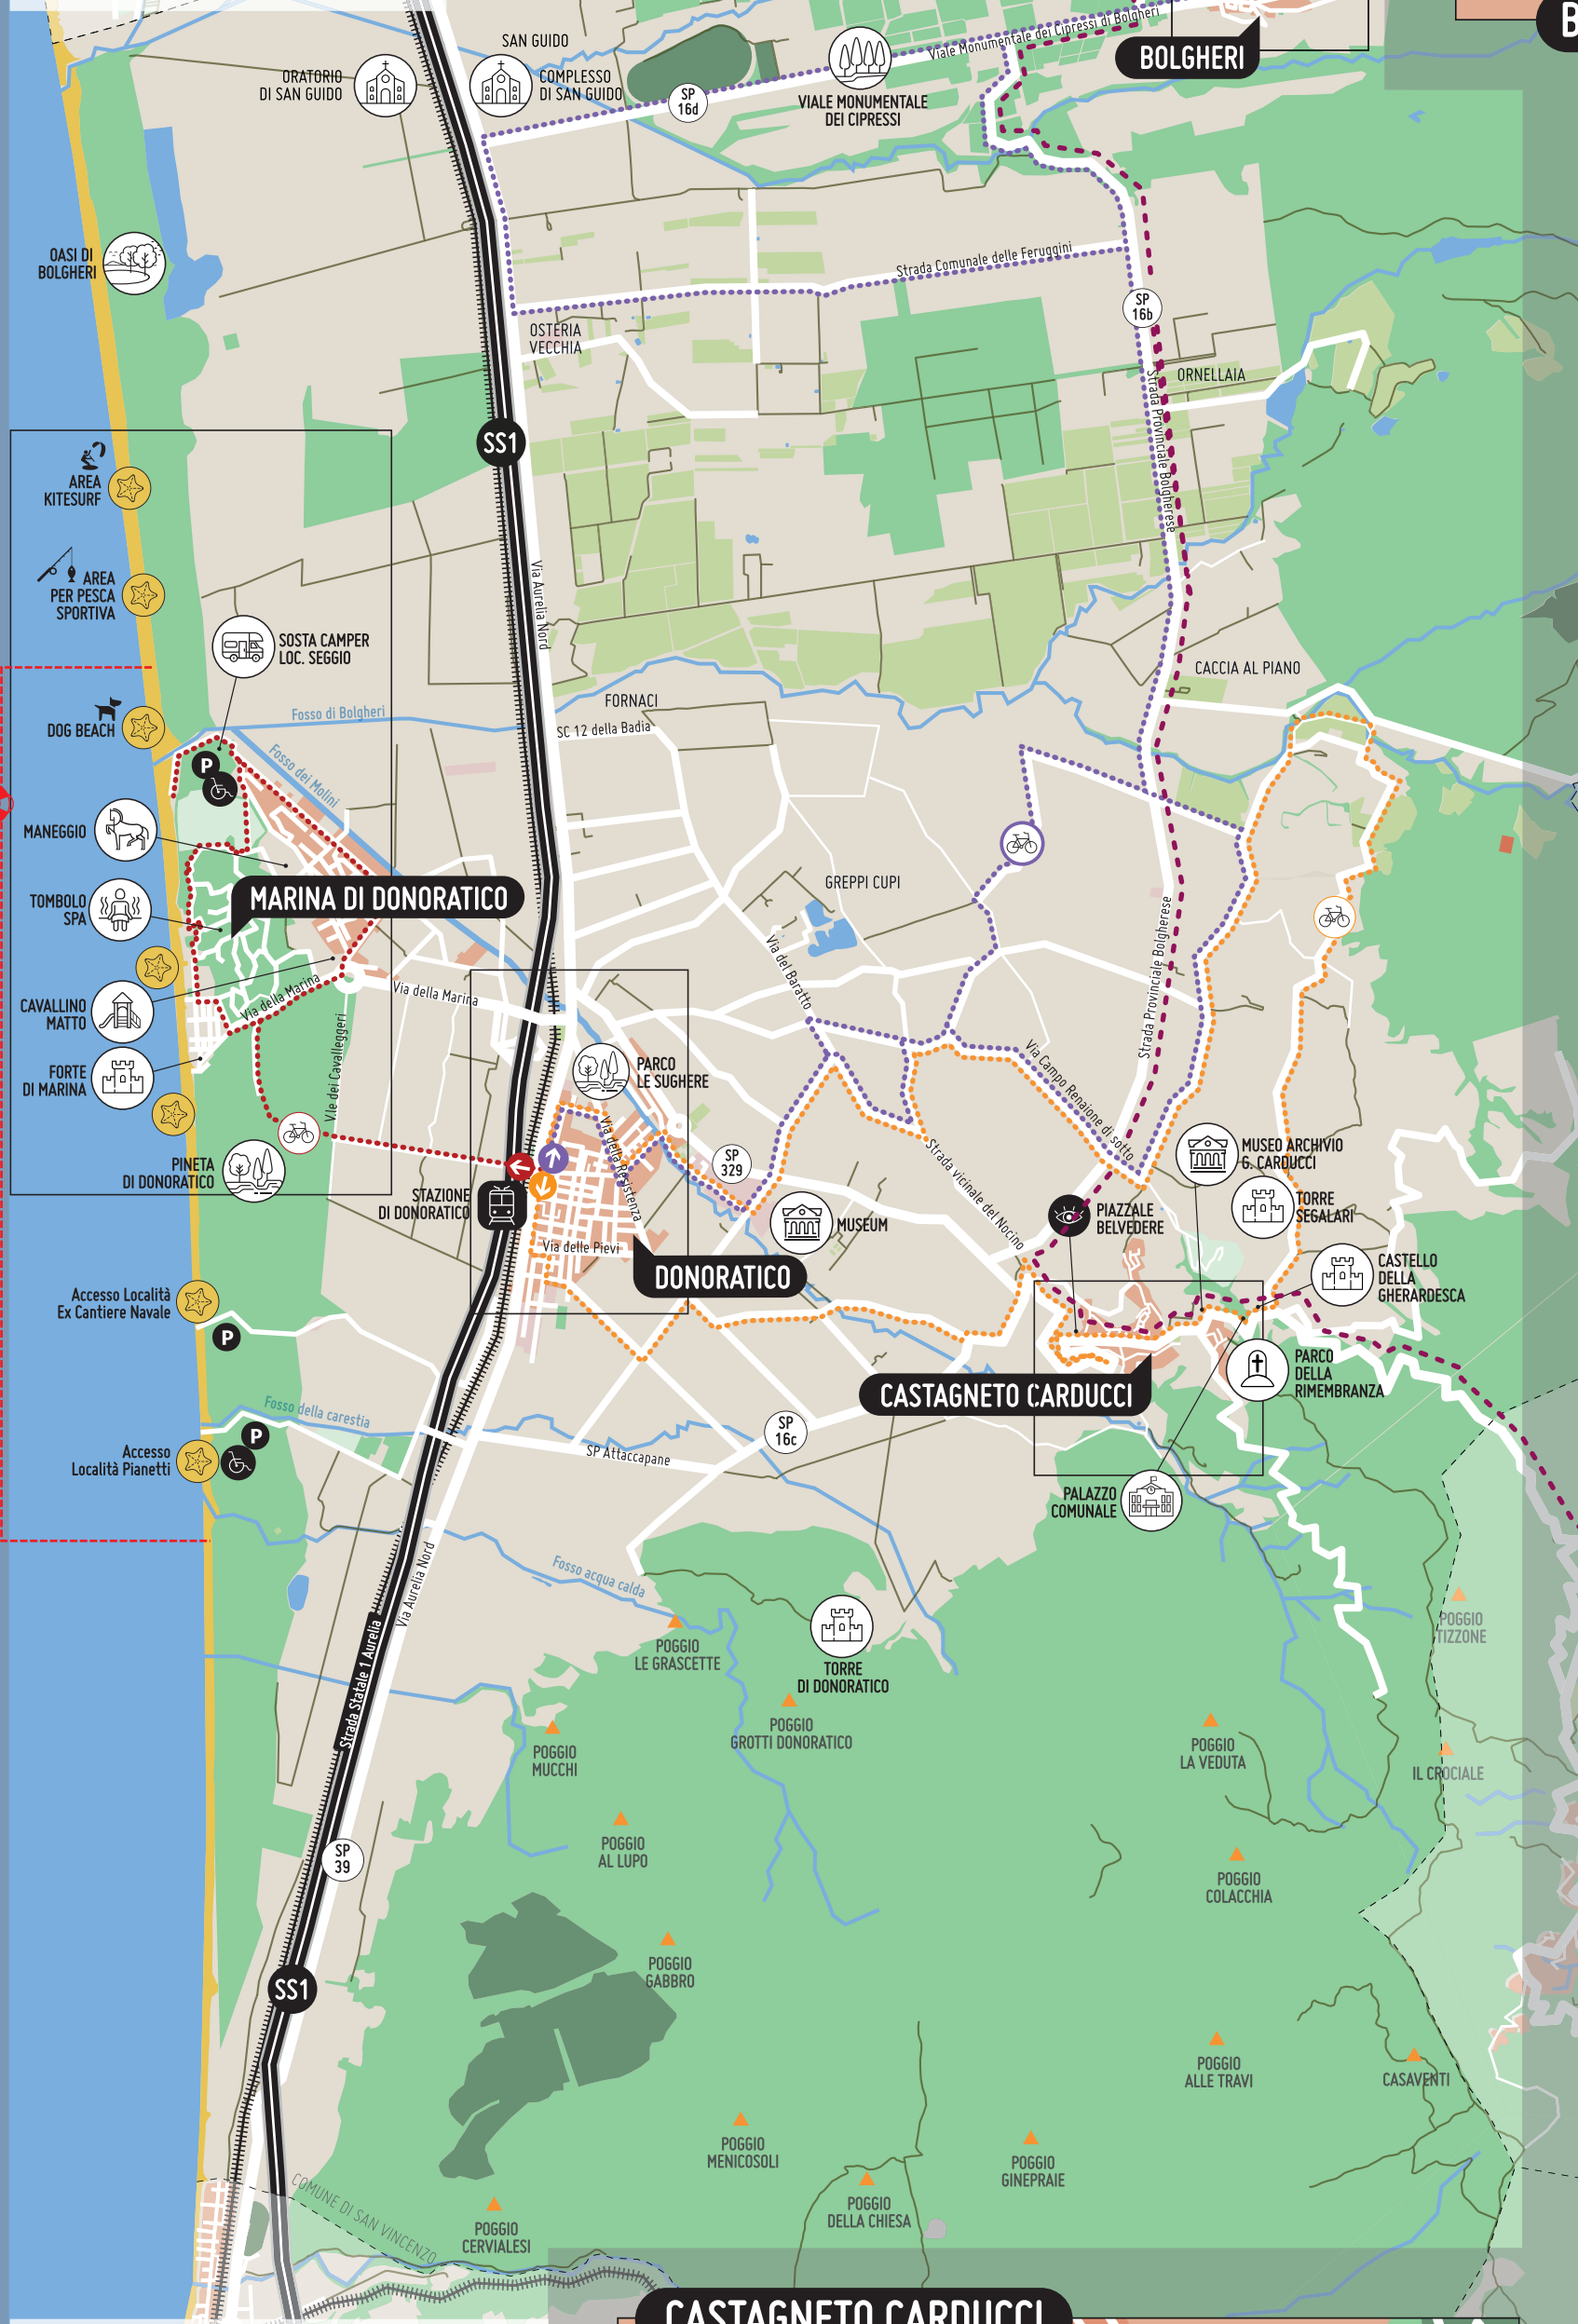 SAN GUIDO
ORATORIO
DI SAN GUIDO
COMPLESSO
DI SAN GUIDO
SP
16d
VIALE MONUMENTALE
DEI CIPRESSI
Viale Monumentale dei Cipressi di Bolgheri
BOLGHERI
B
OASI DI
BOLGHERI
Strada Comunale delle Feruggini
OSTERIA
VECCHIA
SP
16b
ORNELLAIA
Strada Provinciale Bolgherese
SS1
AREA
KITESURF
AREA
PER PESCA
SPORTIVA
Via Aurelia Nord
SOSTA CAMPER
LOC. SEGGIO
CACCIA AL PIANO
FORNACI
SC 12 della Badia
Fosso di Bolgheri
DOG BEACH
P
Fosso dei Molini
MANEGGIO
GREPPI CUPI
MARINA DI DONORATICO
TOMBOLO
SPA
Via del Baratto
Strada Provinciale Bolgherese
Via della Marina
Via della Marina
CAVALLINO
MATTO
V.le dei Cavalleggeri
FORTE
DI MARINA
PARCO
LE SUGHERE
Via Campo Renaione di sotto
Via della Resistenza
SP
329
Strada vicinale del Nocino
MUSEO ARCHIVIO
G. CARDUCCI
PINETA
DI DONORATICO
STAZIONE
DI DONORATICO
MUSEUM
PIAZZALE
BELVEDERE
TORRE
SEGALARI
Via delle Pievi
DONORATICO
CASTELLO
DELLA
GHERARDESCA
Accesso Località
Ex Cantiere Navale
P
PARCO
DELLA
RIMEMBRANZA
CASTAGNETO CARDUCCI
Fosso della carestia
P
SP
16c
Accesso
Località Pianetti
SP Attaccapane
PALAZZO
COMUNALE
Via Aurelia Nord
Fosso acqua calda
Strada Statale 1 Aurelia
POGGIO
LE GRASCETTE
TORRE
DI DONORATICO
POGGIO
TIZZONE
POGGIO
GROTTI DONORATICO
POGGIO
MUCCHI
POGGIO
LA VEDUTA
IL CROCIALE
POGGIO
AL LUPO
SP
39
POGGIO
COLACCHIA
POGGIO
GABBRO
SS1
POGGIO
ALLE TRAVI
CASAVENTI
POGGIO
MENICOSOLI
POGGIO
GINEPRAIE
POGGIO
DELLA CHIESA
COMUNE DI SAN VINCENZO
POGGIO
CERVIALESI
CASTAGNETO CARDUCCI